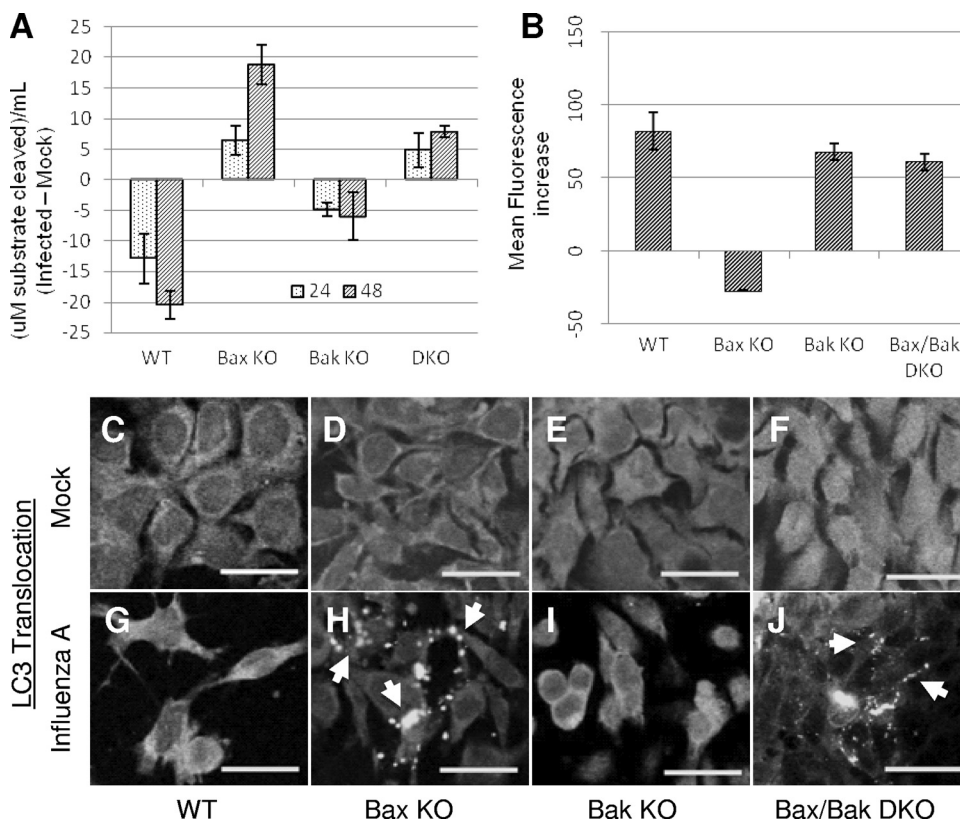 A
(uM substrate cleaved)/mL
(Infected – Mock)
25
20
15
10
5
0
-5
-10
-15
-20
-25
24 48
WT Bax KO Bak KO DKO
B
Mean Fluorescence
increase
150
100
50
0
-50
WT Bax KO Bak KO Bax/Bak
DKO
LC3 Translocation
Mock
C D E F
Influenza A
G H I J
WT Bax KO Bak KO Bax/Bak DKO